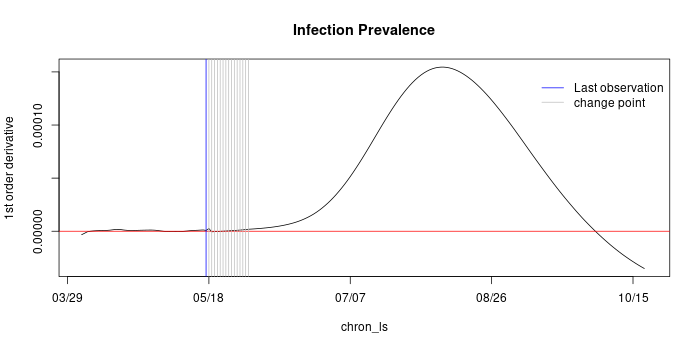 Infection Prevalence
1st order derivative
0.00010
0.00000
Last observation
change point
03/29
05/18
07/07
08/26
10/15
chron_ls